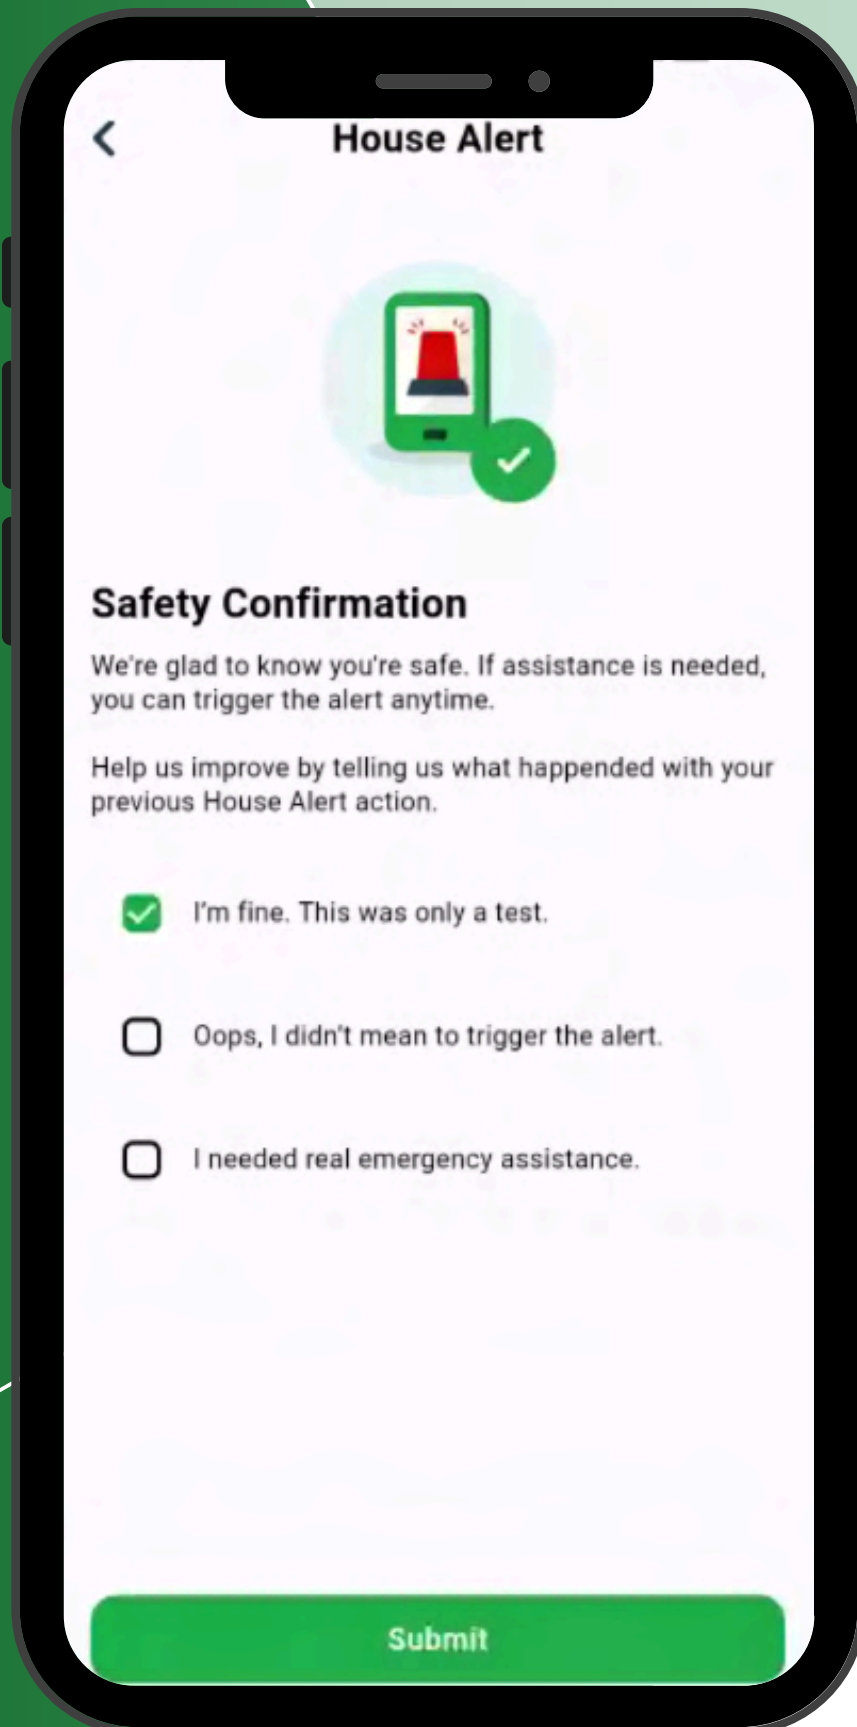 House Alert
Safety Confirmation
We're glad to know you're safe. If assistance is needed,
you can trigger the alert anytime.
Help us improve by telling us what happended with your
previous House Alert action.
I'm fine. This was only a test.
Oops, I didn't mean to trigger the alert.
I needed real emergency assistance.
Submit